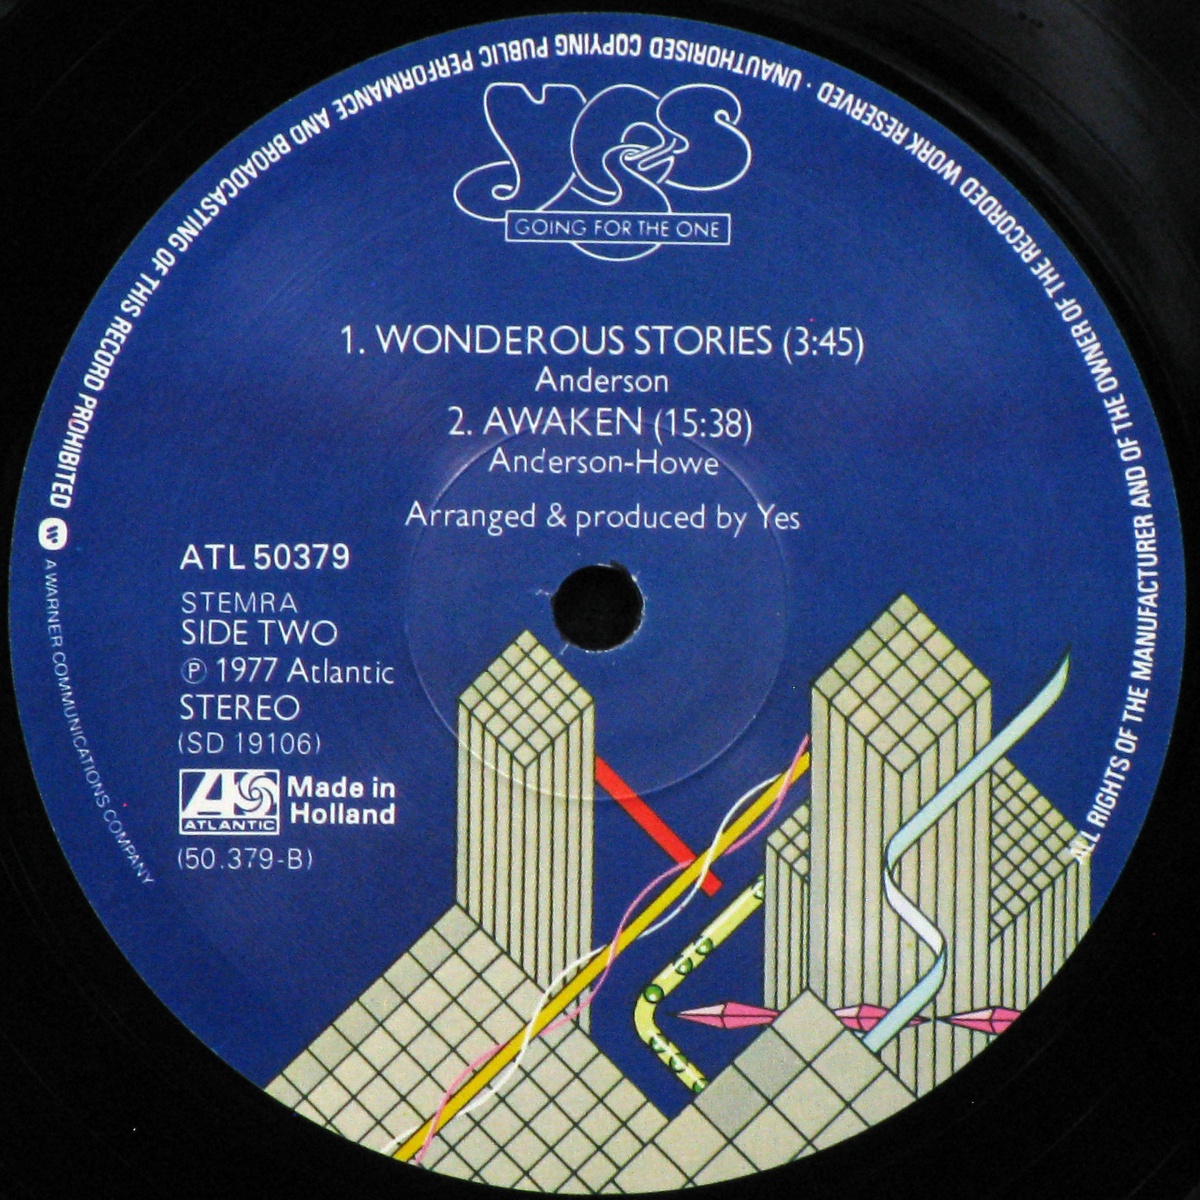 YES
GOING FOR THE ONE
1. WONDEROUS STORIES (3:45)
Anderson
2. AWAKEN (15:38)
Anderson-Howe
Arranged & produced by Yes
ATL 50379
STEMRA
SIDE TWO
℗ 1977 Atlantic
STEREO
(SD 19106)
ATLANTIC
Made in
Holland
(50.379-B)
ALL RIGHTS OF THE MANUFACTURER AND OF THE OWNER OF THE RECORDED WORK RESERVED · UNAUTHORISED COPYING PUBLIC PERFORMANCE AND BROADCASTING OF THIS RECORD PROHIBITED
A WARNER COMMUNICATIONS COMPANY